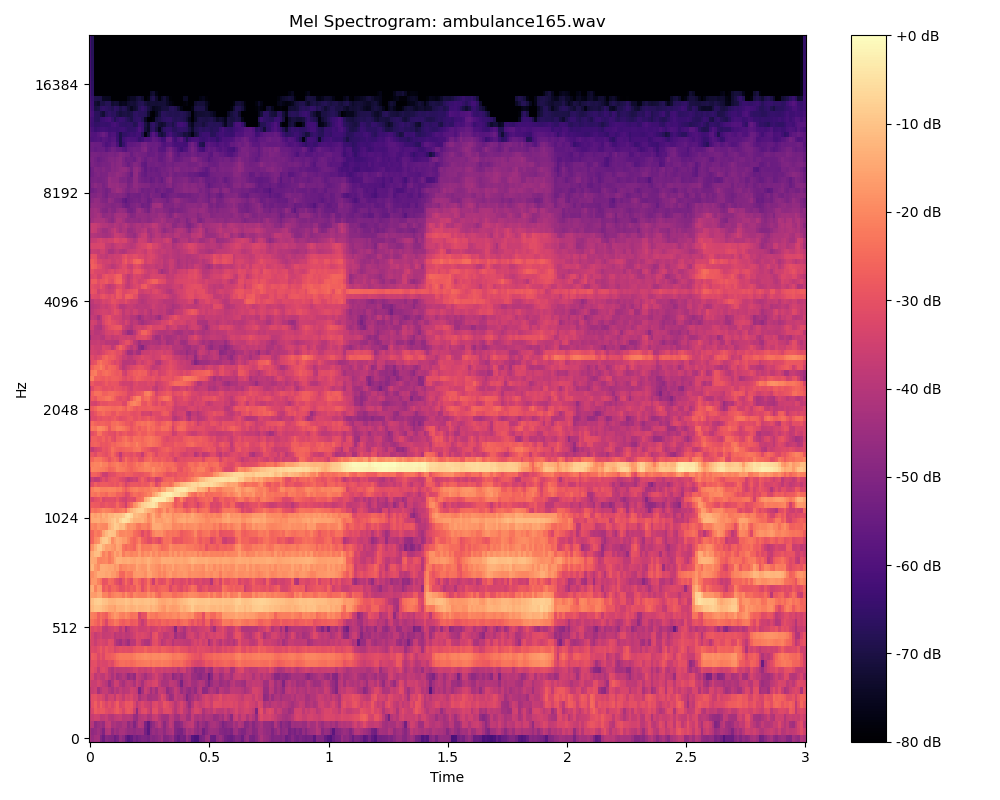 Mel Spectrogram: ambulance165.wav
+0 dB
16384
-10 dB
8192
-20 dB
4096
-30 dB
Hz
2048
-40 dB
1024
-50 dB
512
-60 dB
-70 dB
0
-80 dB
0 0.5 1 1.5 2 2.5 3
Time